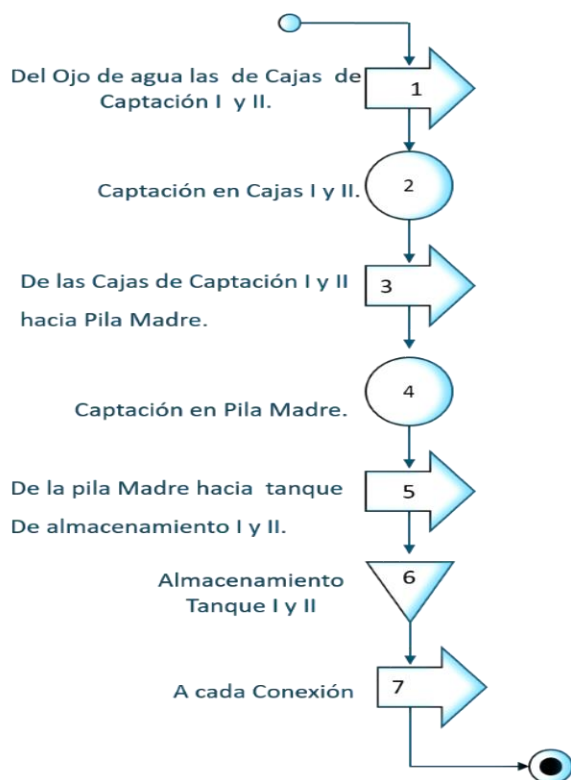 Del Ojo de agua las de Cajas de
Captación I y II.
1
Captación en Cajas I y II.
2
De las Cajas de Captación I y II
hacia Pila Madre.
3
Captación en Pila Madre.
4
De la pila Madre hacia tanque
De almacenamiento I y II.
5
Almacenamiento
Tanque I y II
6
A cada Conexión
7